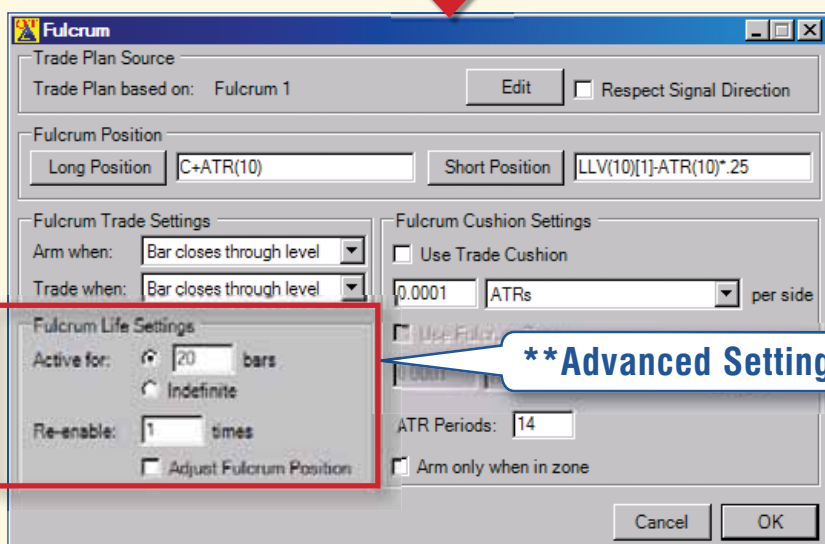 Fulcrum
Trade Plan Source
Trade Plan based on: Fulcrum 1 Edit Respect Signal Direction
Fulcrum Position
Long Position C+ATR(10) Short Position LLV(10)[1]-ATR(10)*.25
Fulcrum Trade Settings Fulcrum Cushion Settings
Arm when: Bar closes through level Use Trade Cushion
Trade when: Bar closes through level 0.0001 ATRs per side
Fulcrum Life Settings
Active for: 20 bars
**Advanced Setting
Indefinite
Re-enable: 1 times ATR Periods: 14
Adjust Fulcrum Position Arm only when in zone
Cancel OK